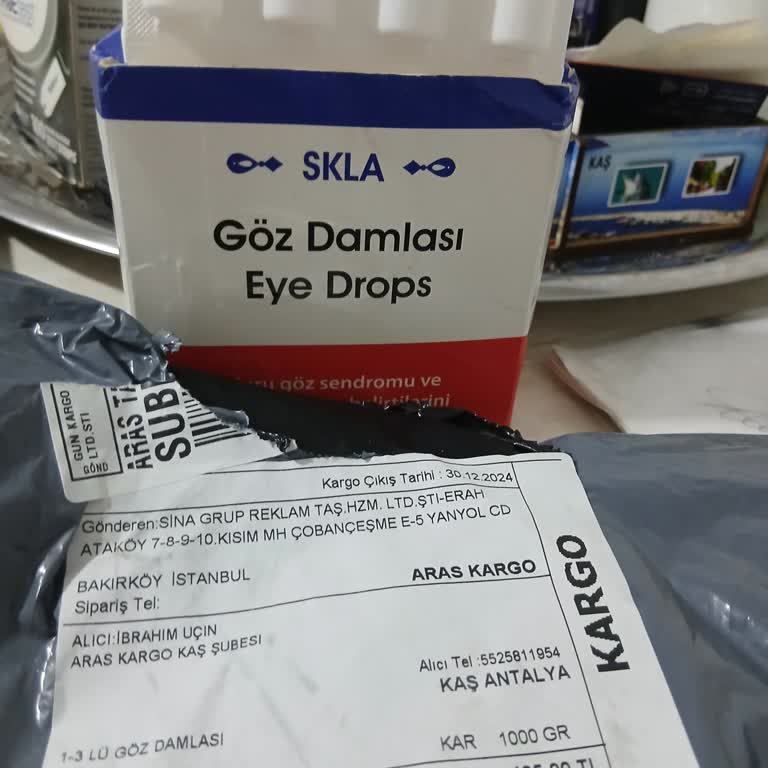 SKLA
Göz Damlası
Eye Drops
göz sendromu ve
KAŞ
GUN KARGO
LTD.STI
GÖND
ARAS
SUB
Kargo Çıkış Tarihi : 30.12.2024
Gönderen:SİNA GRUP REKLAM TAŞ.HZM. LTD.ŞTI-ERAH
ATAKÖY 7-8-9-10.KISIM MH ÇOBANÇEŞME E-5 YANYOL CD
BAKIRKÖY İSTANBUL
ARAS KARGO
Sipariş Tel:
ALICI:İBRAHIM UÇIN
ARAS KARGO KAŞ ŞUBESI
Alıcı Tel :5525811954
KAŞ ANTALYA
KARGO
1-3 LÜ GÖZ DAMLASI
KAR 1000 GR
TL